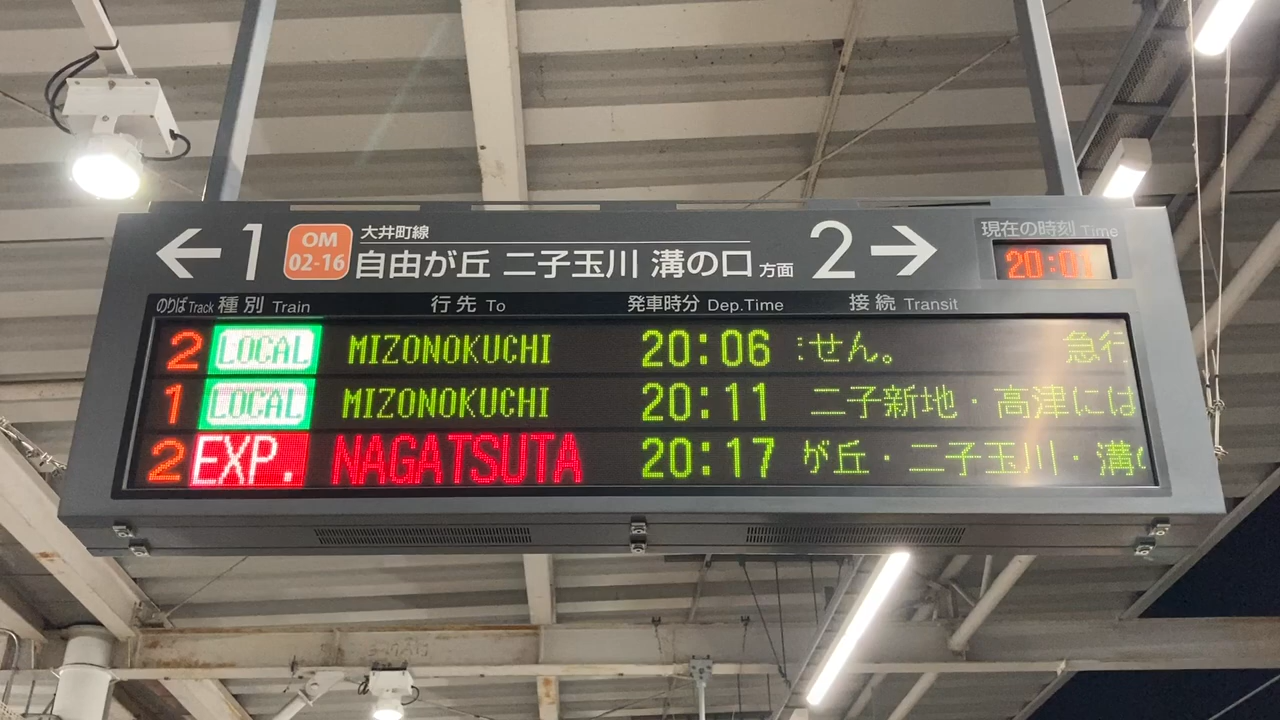 ←1 OM 02-16 大井町線
自由が丘 二子玉川 溝の口 方面 2→
現在の時刻 Time
20:01
のりば Track 種別 Train 行先 To 発車時分 Dep.Time 接続 Transit
2 LOCAL MIZONOKUCHI 20:06 せん。 急行
1 LOCAL MIZONOKUCHI 20:11 二子新地・高津には
2 EXP. NAGATSUTA 20:17 が丘・二子玉川・溝